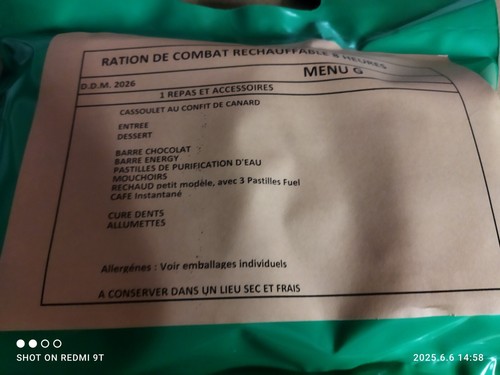 RATION DE COMBAT RECHAUFFABLE 8 HEURES
MENU G
D.D.M. 2026
1 REPAS ET ACCESSOIRES
CASSOULET AU CONFIT DE CANARD
ENTREE
DESSERT
BARRE CHOCOLAT
BARRE ENERGY
PASTILLES DE PURIFICATION D'EAU
MOUCHOIRS
RECHAUD petit modèle, avec 3 Pastilles Fuel
CAFE Instantané
CURE DENTS
ALLUMETTES
Allergénes : Voir emballages individuels
A CONSERVER DANS UN LIEU SEC ET FRAIS
SHOT ON REDMI 9T
2025.6.6 14:58